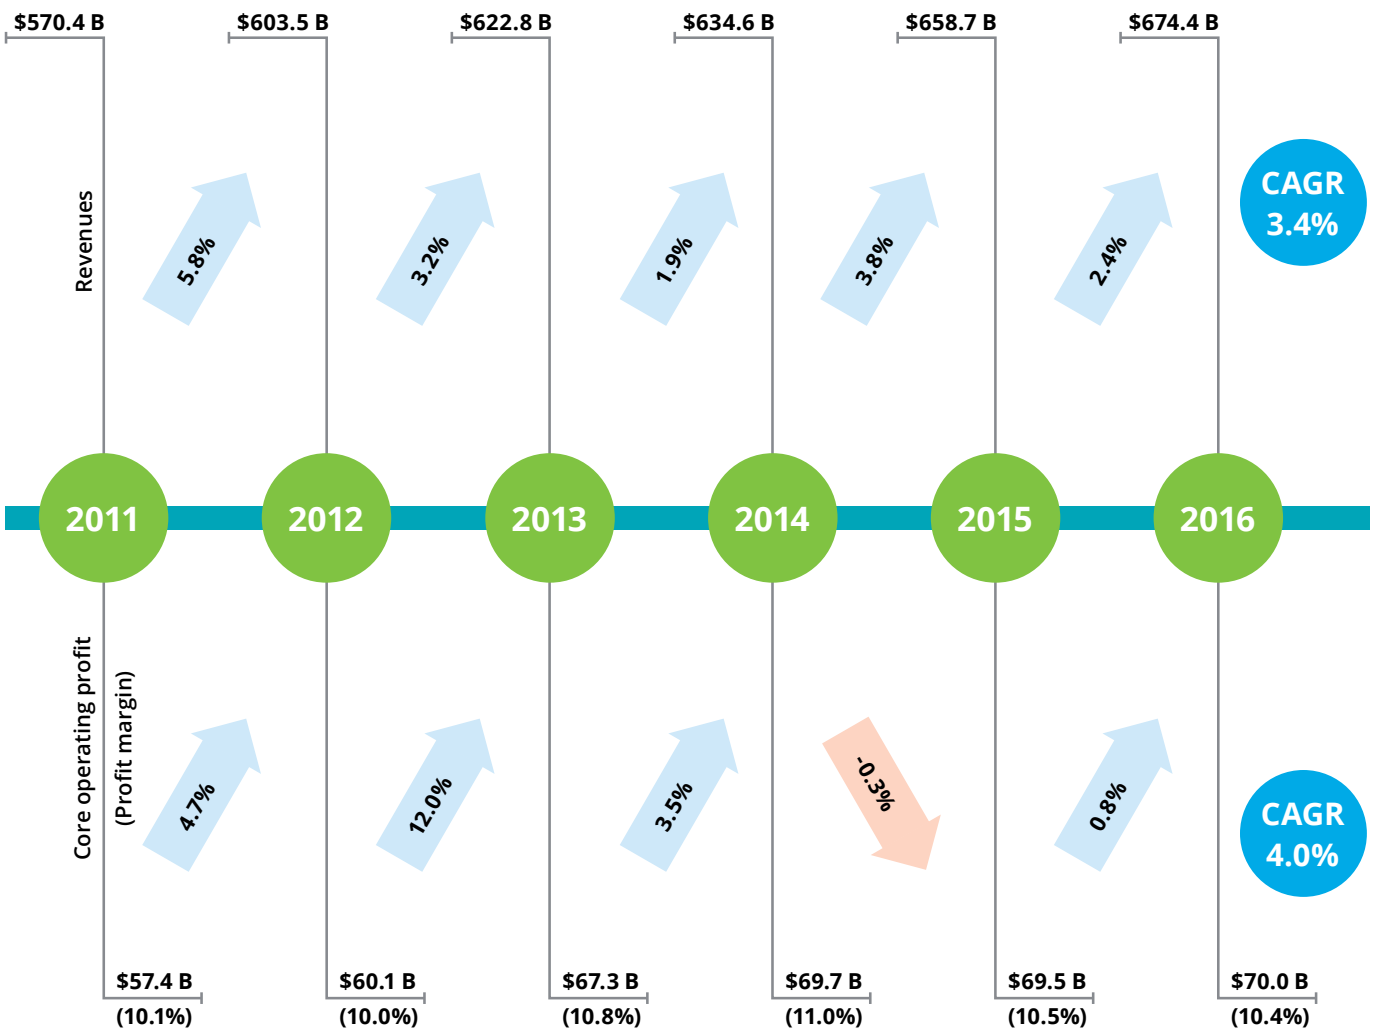 $570.4 B
$603.5 B
$622.8 B
$634.6 B
$658.7 B
$674.4 B
Revenues
5.8%
3.2%
1.9%
3.8%
2.4%
CAGR
3.4%
2011
2012
2013
2014
2015
2016
Core operating profit
(Profit margin)
4.7%
12.0%
3.5%
-0.3%
0.8%
CAGR
4.0%
$57.4 B
(10.1%)
$60.1 B
(10.0%)
$67.3 B
(10.8%)
$69.7 B
(11.0%)
$69.5 B
(10.5%)
$70.0 B
(10.4%)